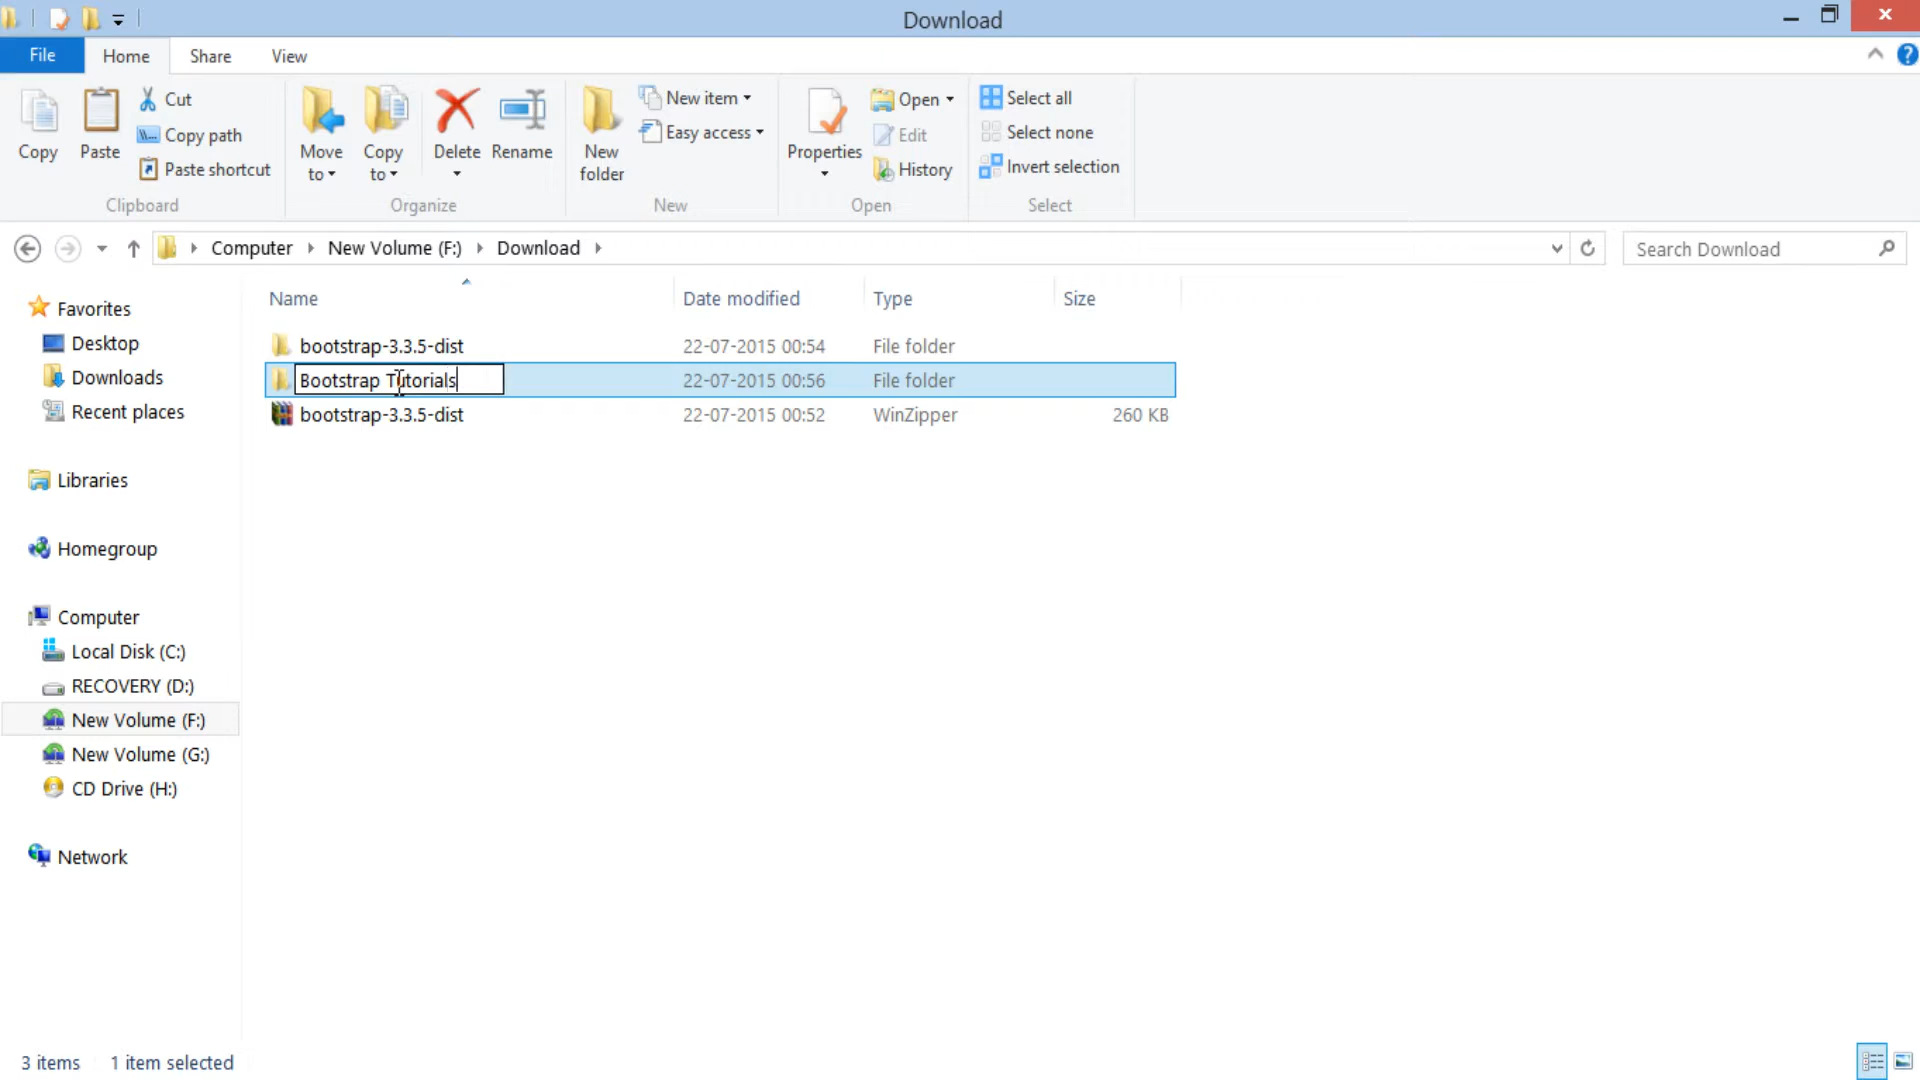 Download
File Home Share View
Copy
Paste
Cut
Copy path
Paste shortcut
Clipboard
Move to
Copy to
Delete
Rename
Organize
New folder
New item
Easy access
New
Properties
Open
Edit
History
Open
Select all
Select none
Invert selection
Select
Computer New Volume (F:) Download
Search Download
Name Date modified Type Size
bootstrap-3.3.5-dist 22-07-2015 00:54 File folder
Bootstrap Tutorials 22-07-2015 00:56 File folder
bootstrap-3.3.5-dist 22-07-2015 00:52 WinZipper 260 KB
Favorites
Desktop
Downloads
Recent places
Libraries
Homegroup
Computer
Local Disk (C:)
RECOVERY (D:)
New Volume (F:)
New Volume (G:)
CD Drive (H:)
Network
3 items 1 item selected